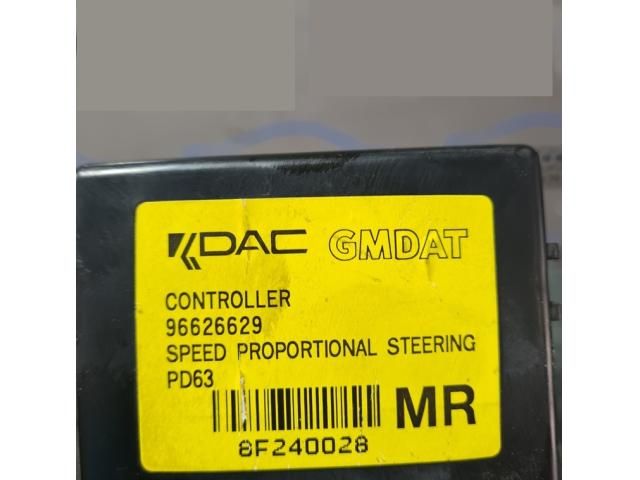 KDAC GMDAT
CONTROLLER
96626629
SPEED PROPORTIONAL STEERING
PD63
MR
8F240028